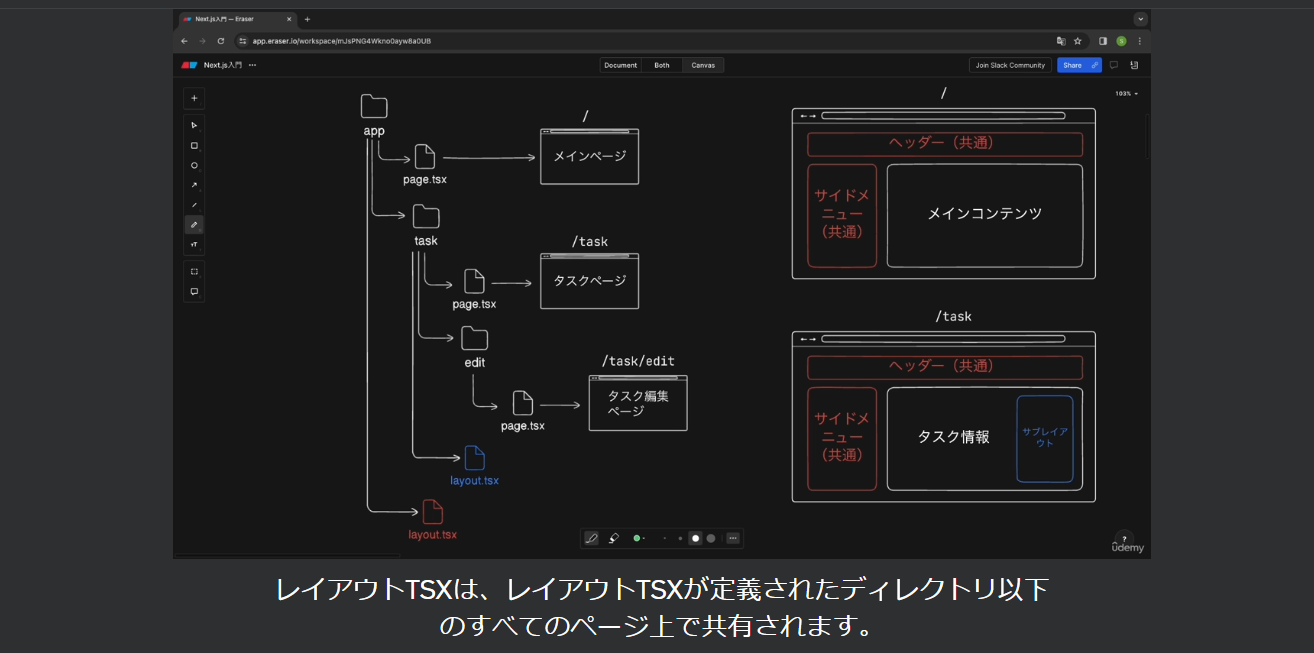 Next.js入門 — Eraser
app.eraser.io/workspace/mJsPNG4Wkno0ayw8a0UB
Next.js入門
Document Both Canvas
Join Slack Community
Share
103%
app
page.tsx
/
メインページ
task
/task
page.tsx
タスクページ
edit
/task/edit
page.tsx
タスク編集
ページ
layout.tsx
layout.tsx
/
ヘッダー（共通）
サイドメ
ニュー
（共通）
メインコンテンツ
/task
ヘッダー（共通）
サイドメ
ニュー
（共通）
タスク情報
サブレイア
ウト
?
ûdemy
レイアウトTSXは、レイアウトTSXが定義されたディレクトリ以下
のすべてのページ上で共有されます。